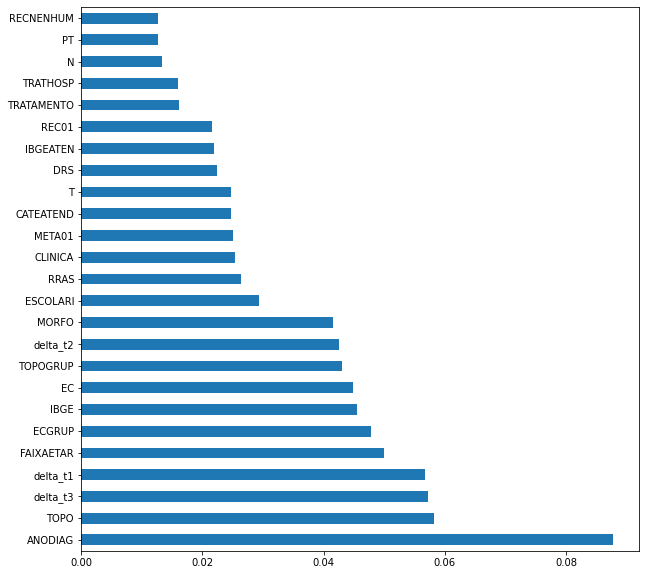 RECNENHUM
PT
N
TRATHOSP
TRATAMENTO
REC01
IBGEATEN
DRS
T
CATEATEND
META01
CLINICA
RRAS
ESCOLARI
MORFO
delta_t2
TOPOGRUP
EC
IBGE
ECGRUP
FAIXAETAR
delta_t1
delta_t3
TOPO
ANODIAG
0.00 0.02 0.04 0.06 0.08